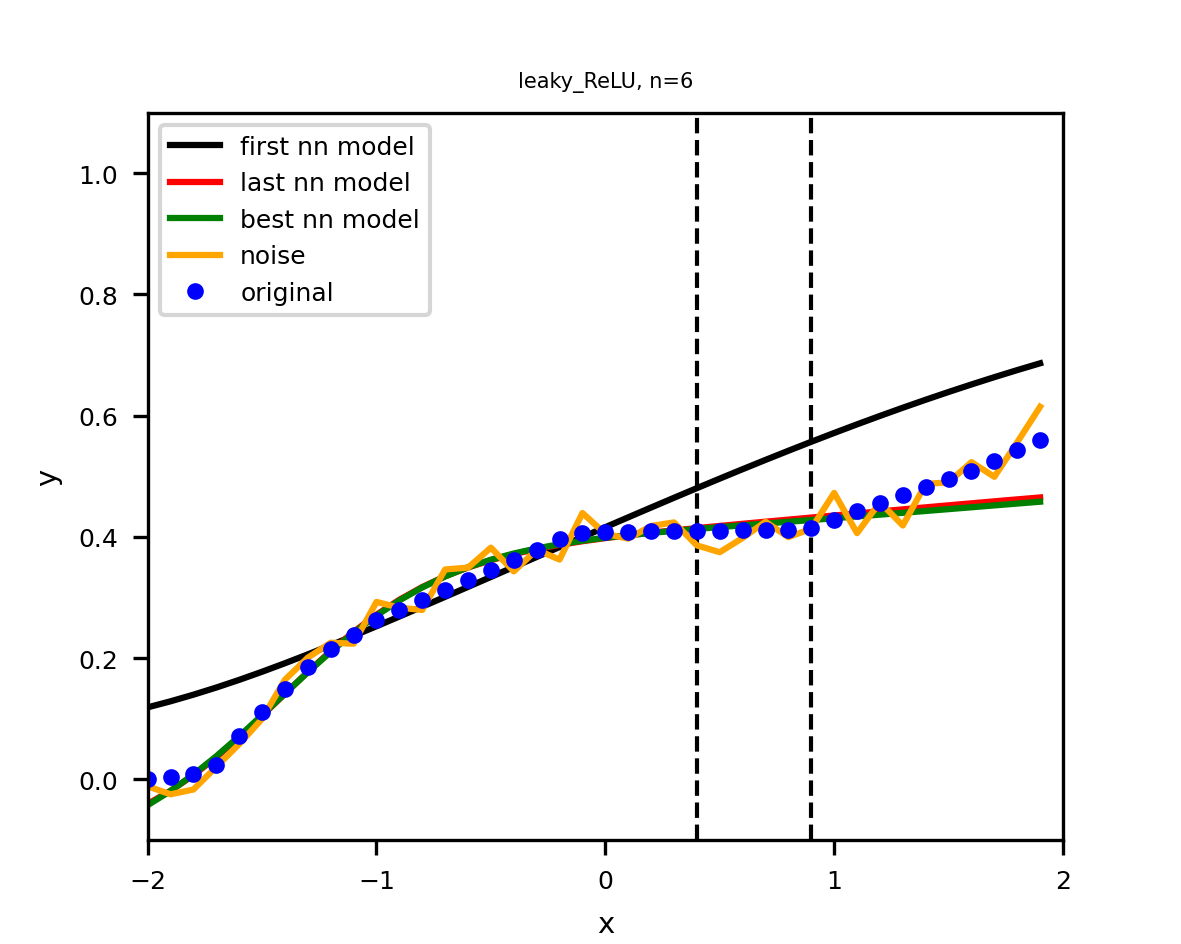 leaky_ReLU, n=6
first nn model
last nn model
best nn model
noise
original
1.0
0.8
0.6
0.4
0.2
0.0
y
−2
−1
0
1
2
x